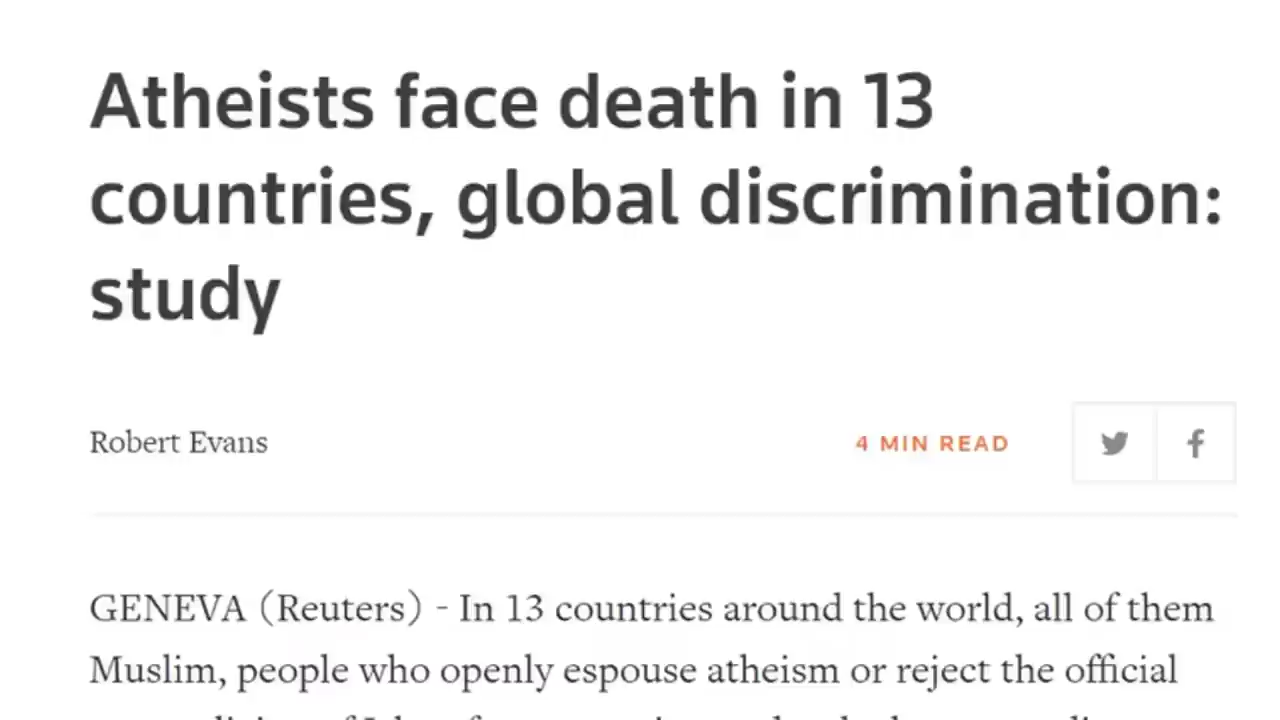 Atheists face death in 13
countries, global discrimination:
study
Robert Evans
4 MIN READ
GENEVA (Reuters) - In 13 countries around the world, all of them
Muslim, people who openly espouse atheism or reject the official